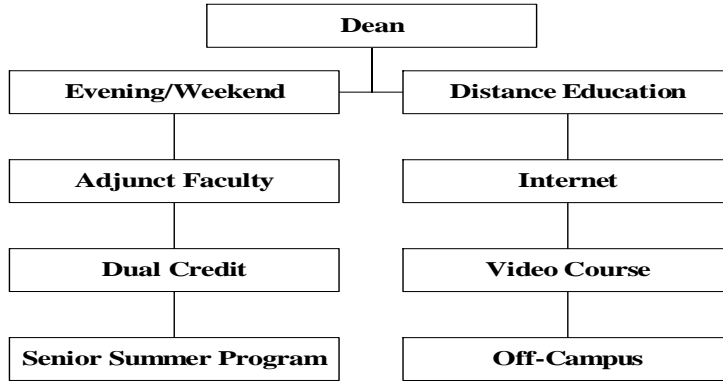 Dean
Evening/Weekend
Distance Education
Adjunct Faculty
Internet
Dual Credit
Video Course
Senior Summer Program
Off-Campus